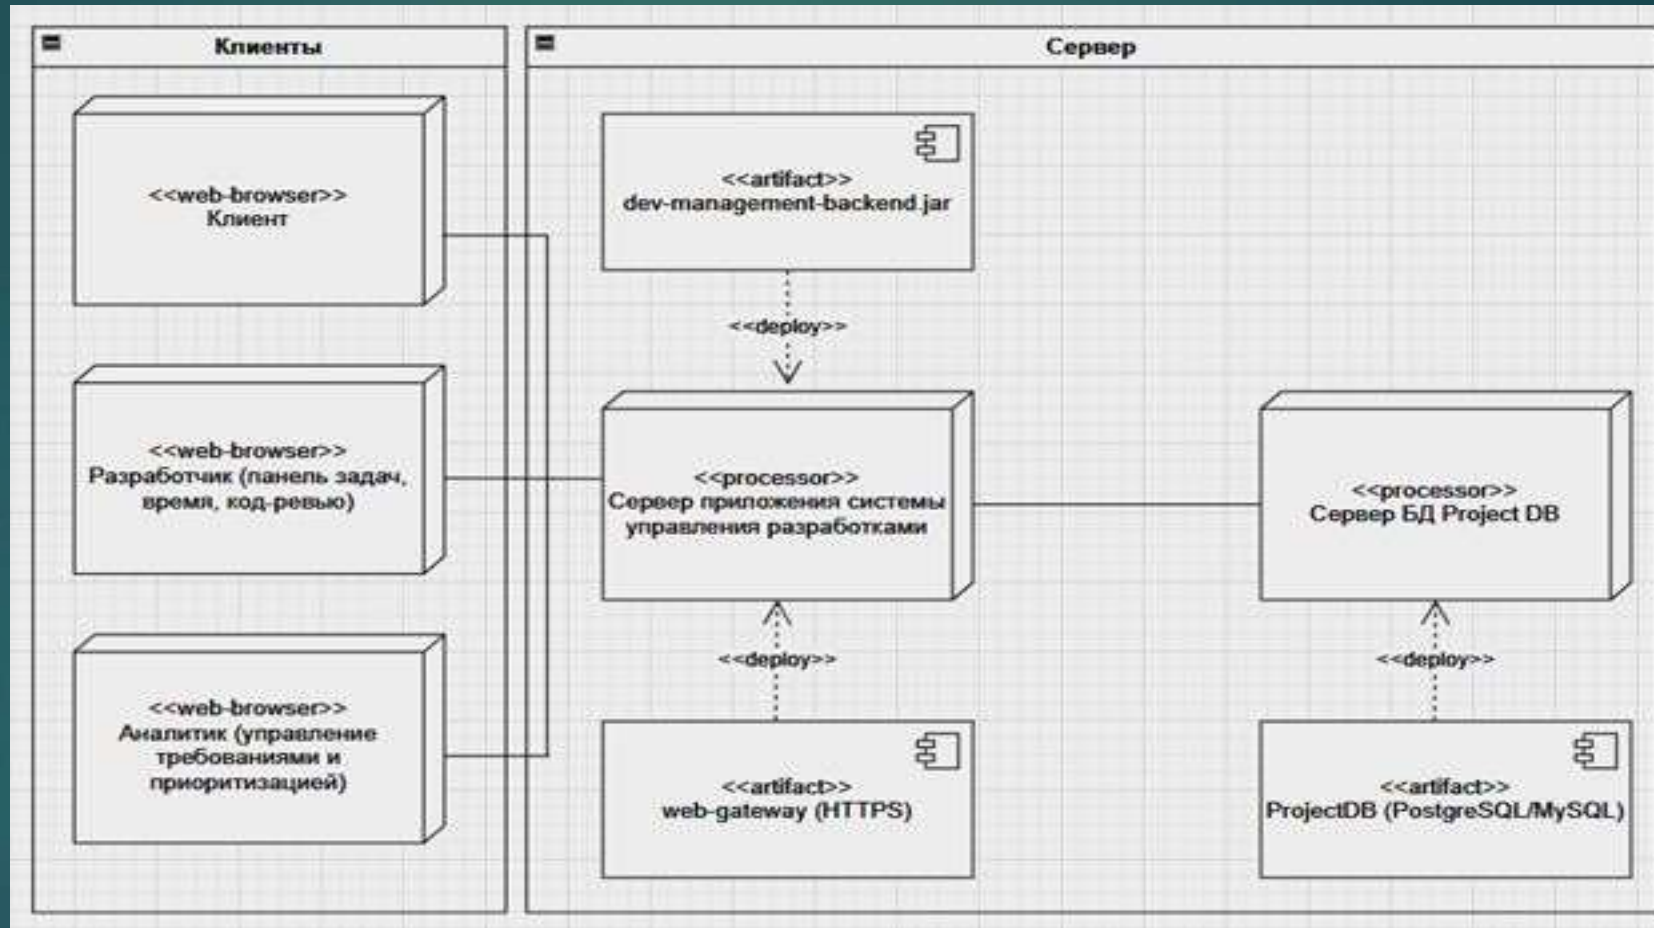 Клиенты
<<web-browser>>
Клиент
<<web-browser>>
Разработчик (панель задач,
время, код-ревью)
<<web-browser>>
Аналитик (управление
требованиями и
приоритизацией)
Сервер
<<artifact>>
dev-management-backend.jar
<<deploy>>
<<processor>>
Сервер приложения системы
управления разработками
<<processor>>
Сервер БД Project DB
<<deploy>>
<<deploy>>
<<artifact>>
web-gateway (HTTPS)
<<artifact>>
ProjectDB (PostgreSQL/MySQL)